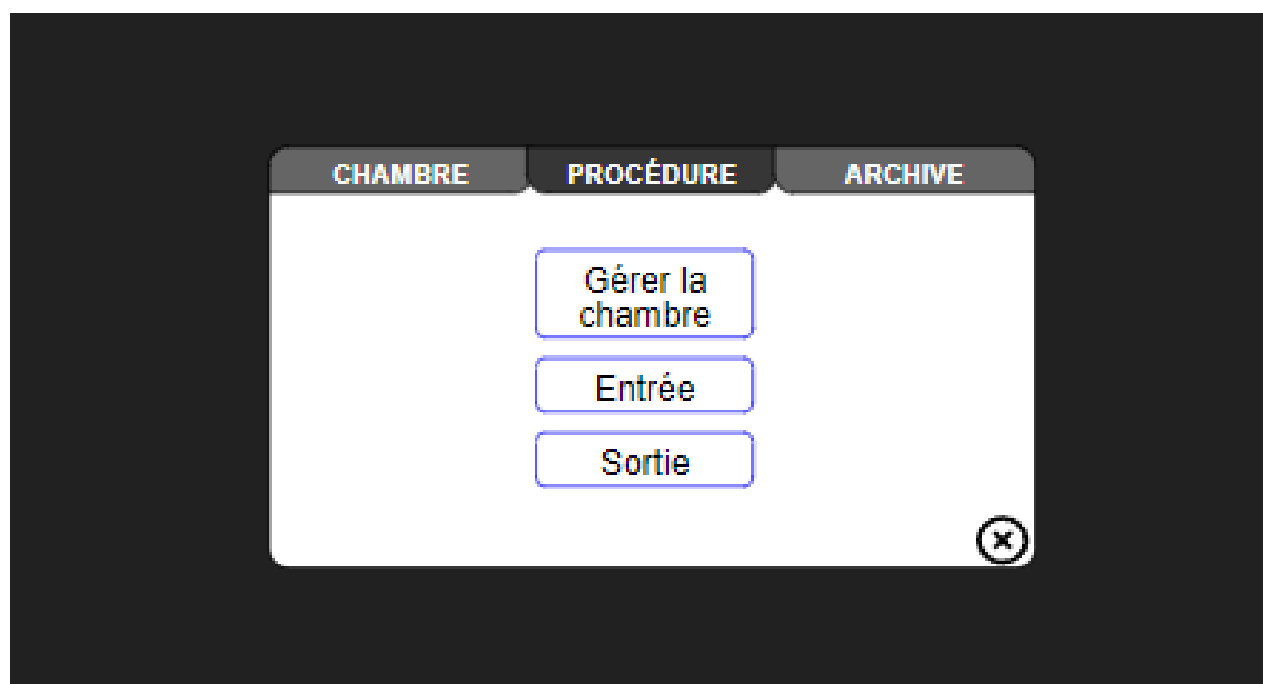 CHAMBRE PROCÉDURE ARCHIVE
Gérer la
chambre
Entrée
Sortie